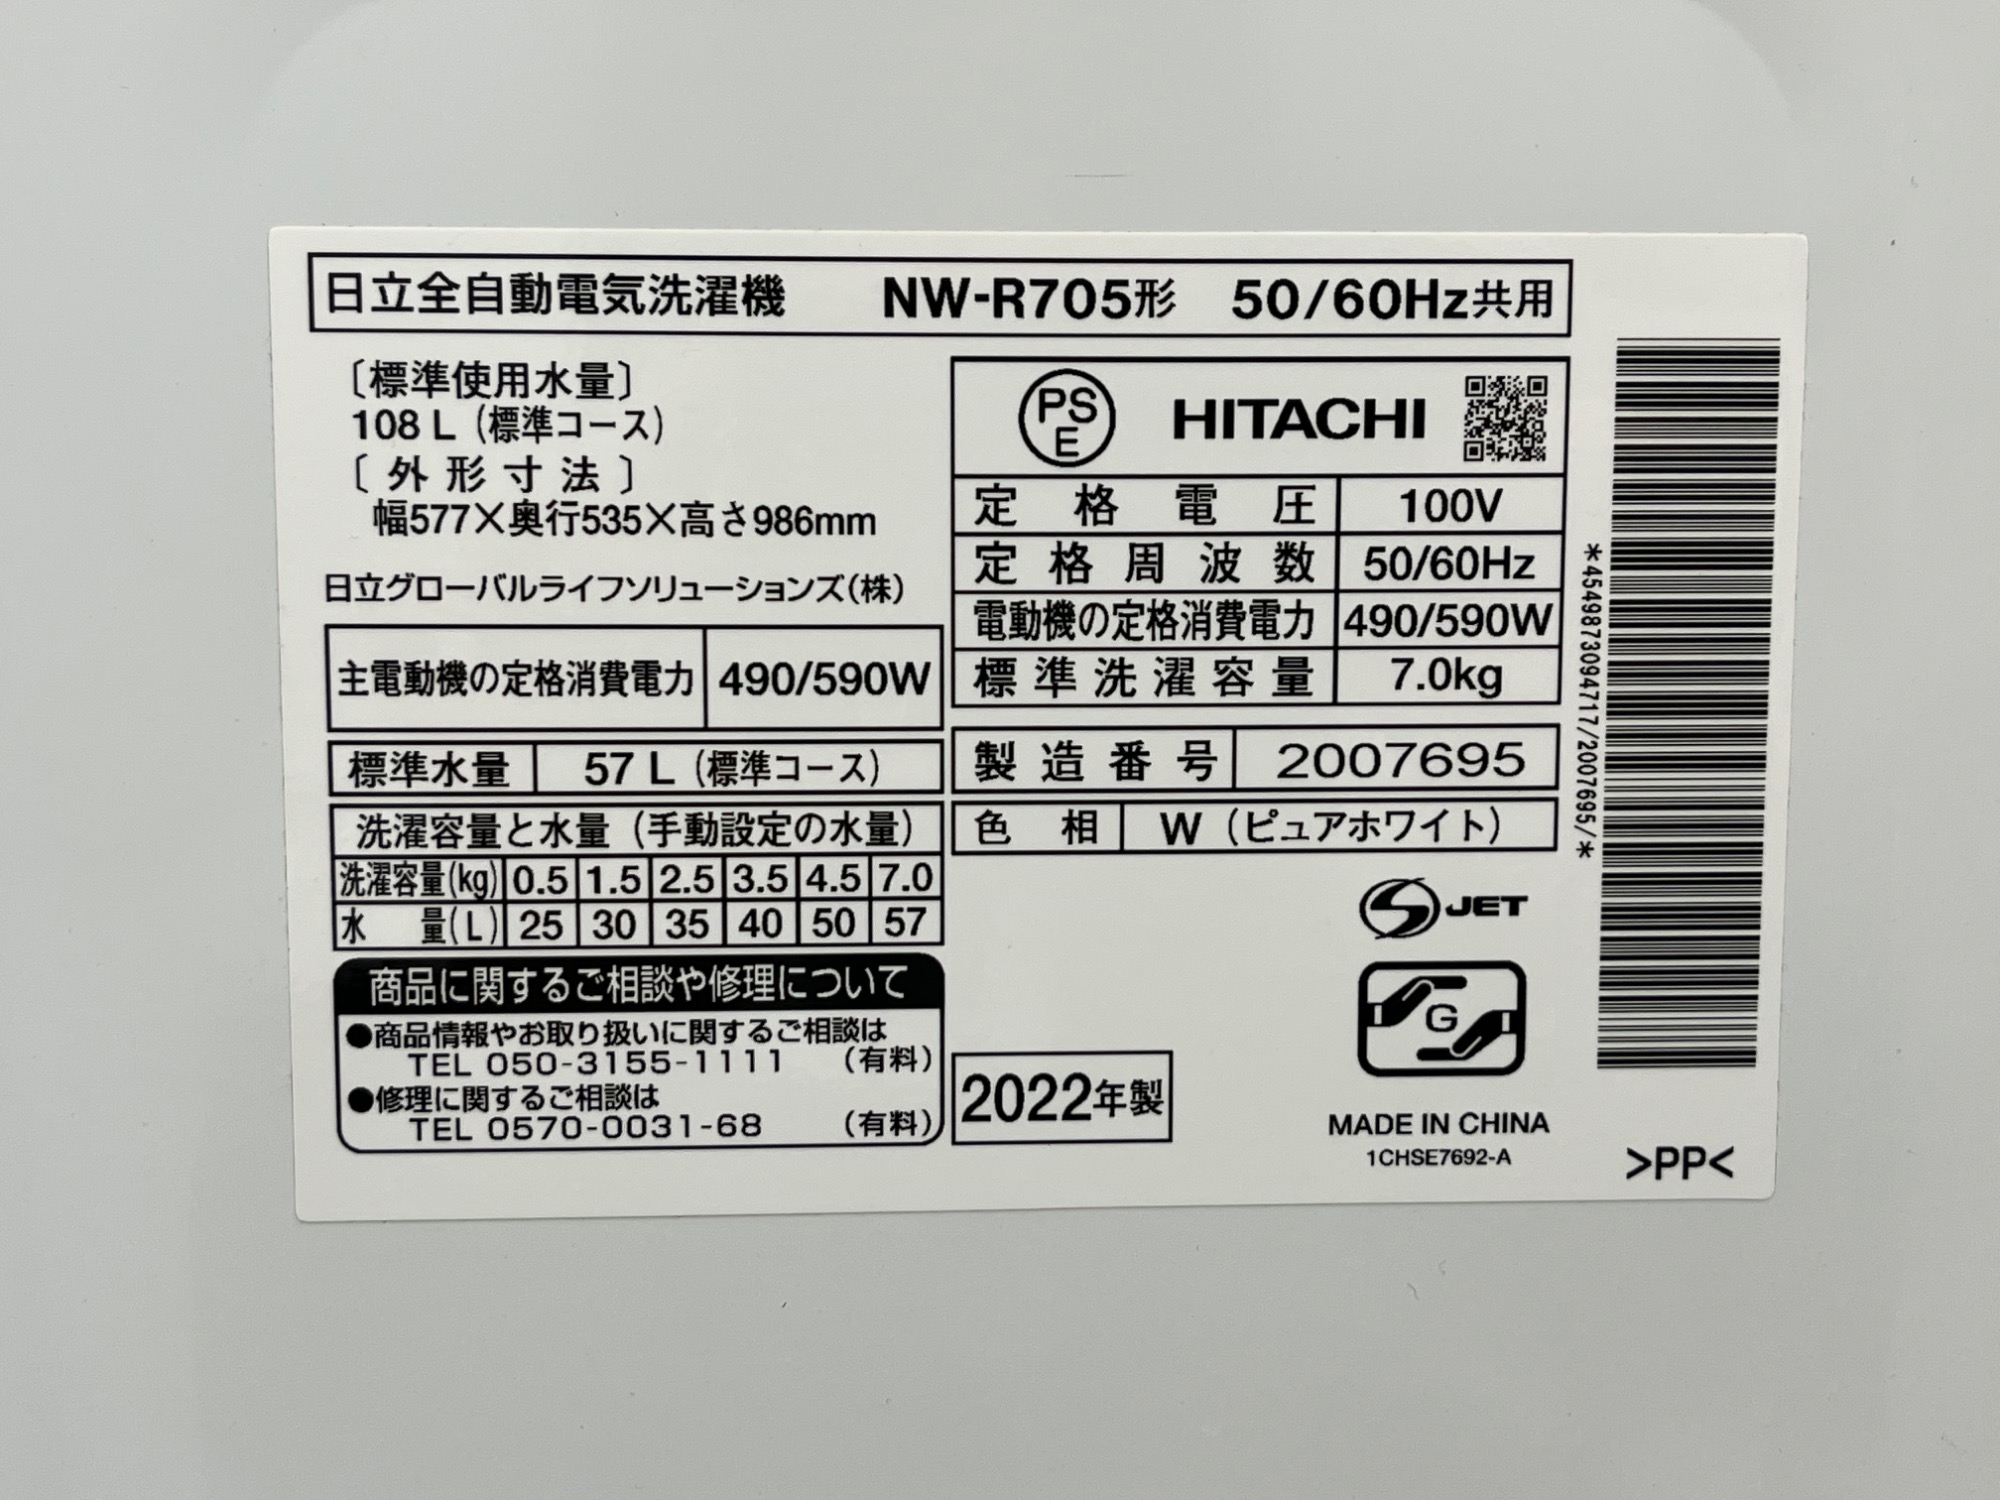 日立全自動電気洗濯機 NW-R705形 50/60Hz共用
〔標準使用水量〕
108 L (標準コース)
〔外形寸法〕
幅577×奥行535×高さ986mm
日立グローバルライフソリューションズ(株)
主電動機の定格消費電力 490/590W
標準水量 57 L (標準コース)
洗濯容量と水量 (手動設定の水量)
洗濯容量(kg) 0.5 1.5 2.5 3.5 4.5 7.0
水量(L) 25 30 35 40 50 57
商品に関するご相談や修理について
●商品情報やお取り扱いに関するご相談は
TEL 050-3155-1111 (有料)
●修理に関するご相談は
TEL 0570-0031-68 (有料)
PS
E
HITACHI
定格電圧 100V
定格周波数 50/60Hz
電動機の定格消費電力 490/590W
標準洗濯容量 7.0kg
製造番号 2007695
色相 W (ピュアホワイト)
S JET
G
2022年製
MADE IN CHINA
1CHSE7692-A
*4549873094717/2007695/*
>PP<